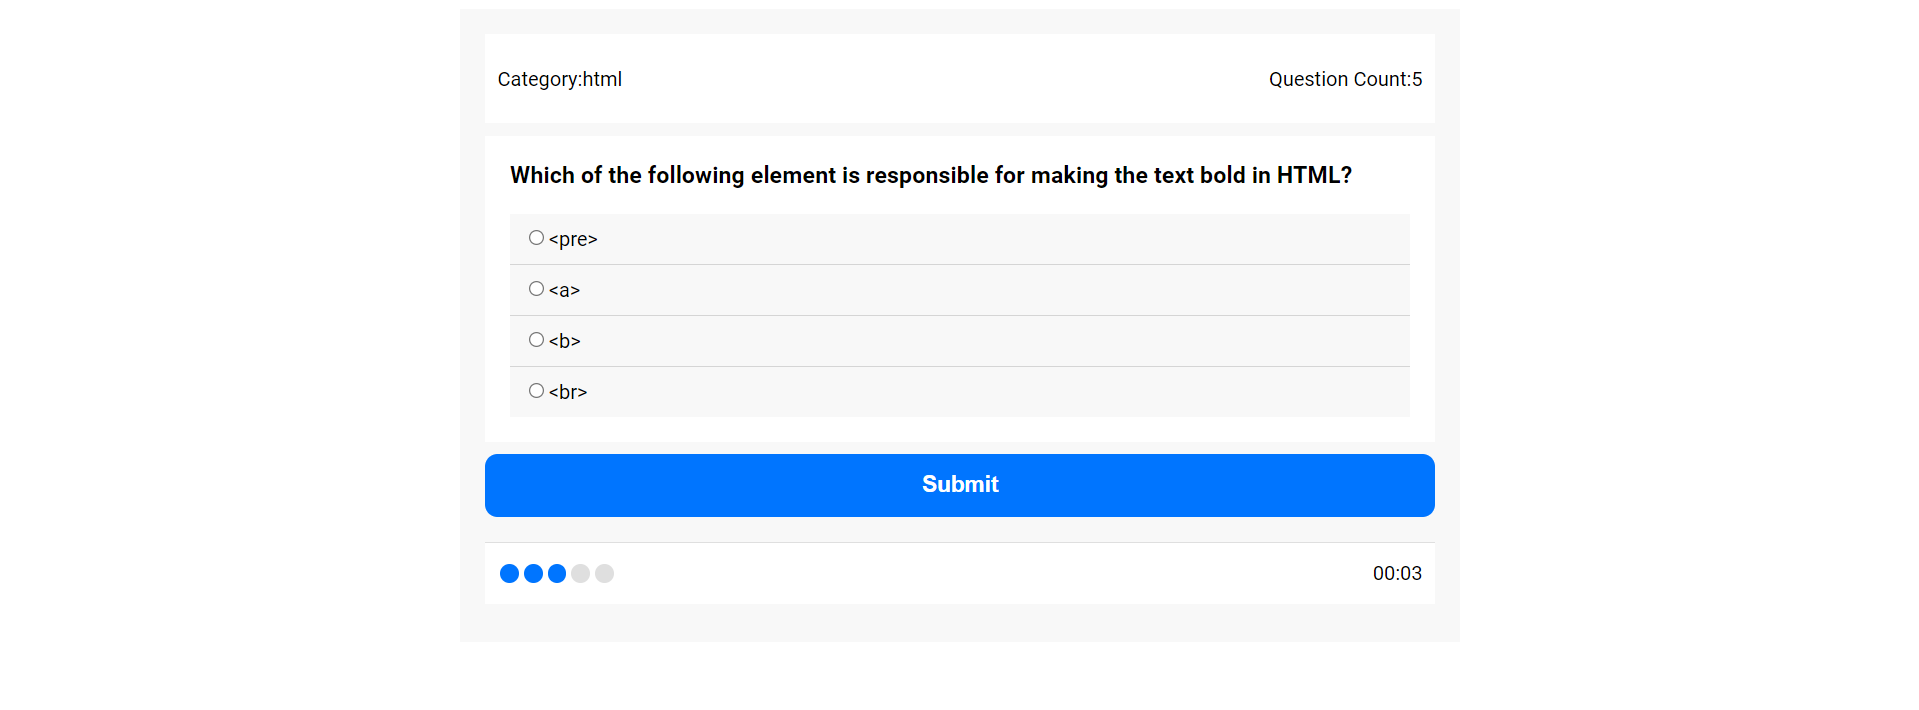 Category:html
Question Count:5
Which of the following element is responsible for making the text bold in HTML?
<pre>
<a>
<b>
<br>
Submit
00:03